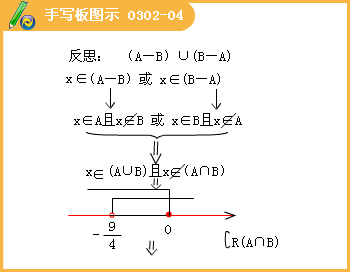 手写板图示 0302-04
反思: (A—B) ∪(B—A)
x∈(A—B) 或 x∈(B—A)
x∈A且x∉B 或 x∈B且x∉A
x∈(A∪B)且x∉(A∩B)
-9/4 0
∁R(A∩B)